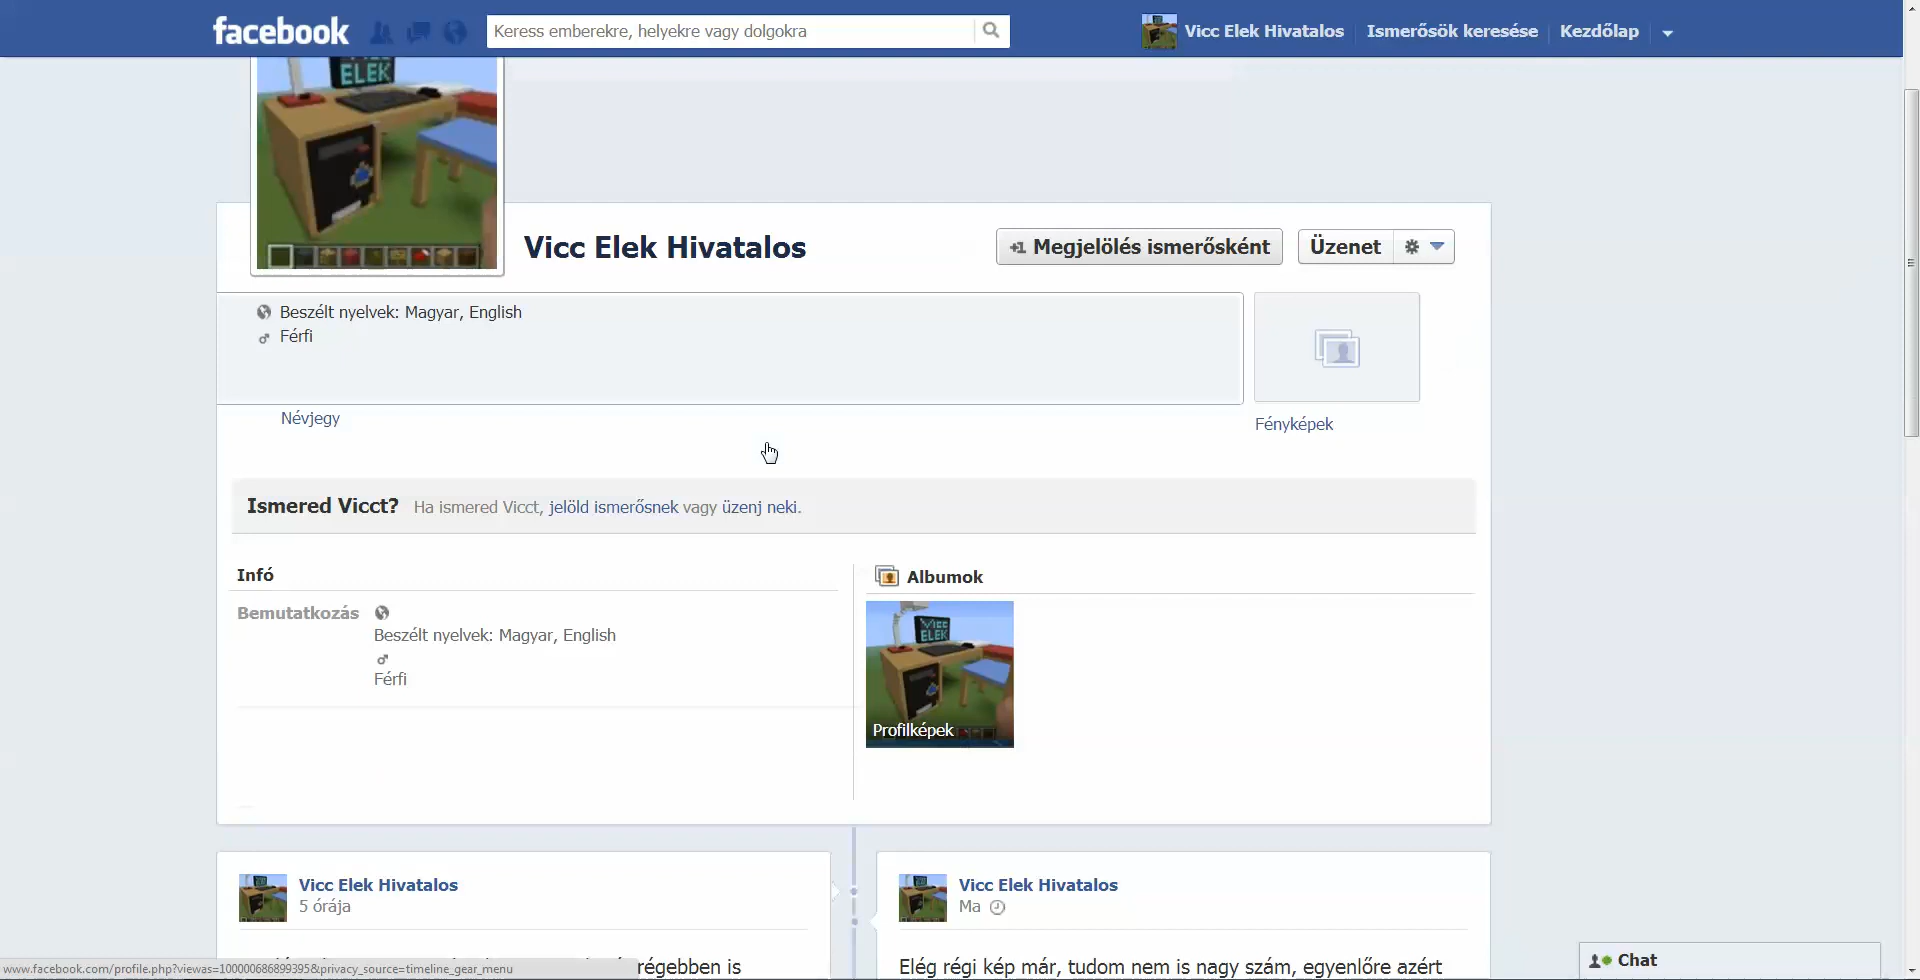 facebook
Keress emberekre, helyekre vagy dolgokra
Vicc Elek Hivatalos
Ismerősök keresése
Kezdőlap
VICC
ELEK
Vicc Elek Hivatalos
+1 Megjelölés ismerősként
Üzenet
Beszélt nyelvek: Magyar, English
Férfi
Névjegy
Fényképek
Ismered Vicct? Ha ismered Vicct, jelöld ismerősnek vagy üzenj neki.
Infó
Bemutatkozás
Beszélt nyelvek: Magyar, English
Férfi
Albumok
VICC
ELEK
Profilképek
Vicc Elek Hivatalos
5 órája
régebben is
Vicc Elek Hivatalos
Ma
Elég régi kép már, tudom nem is nagy szám, egyenlőre azért
www.facebook.com/profile.php?viewas=100000686899395&privacy_source=timeline_gear_menu
Chat